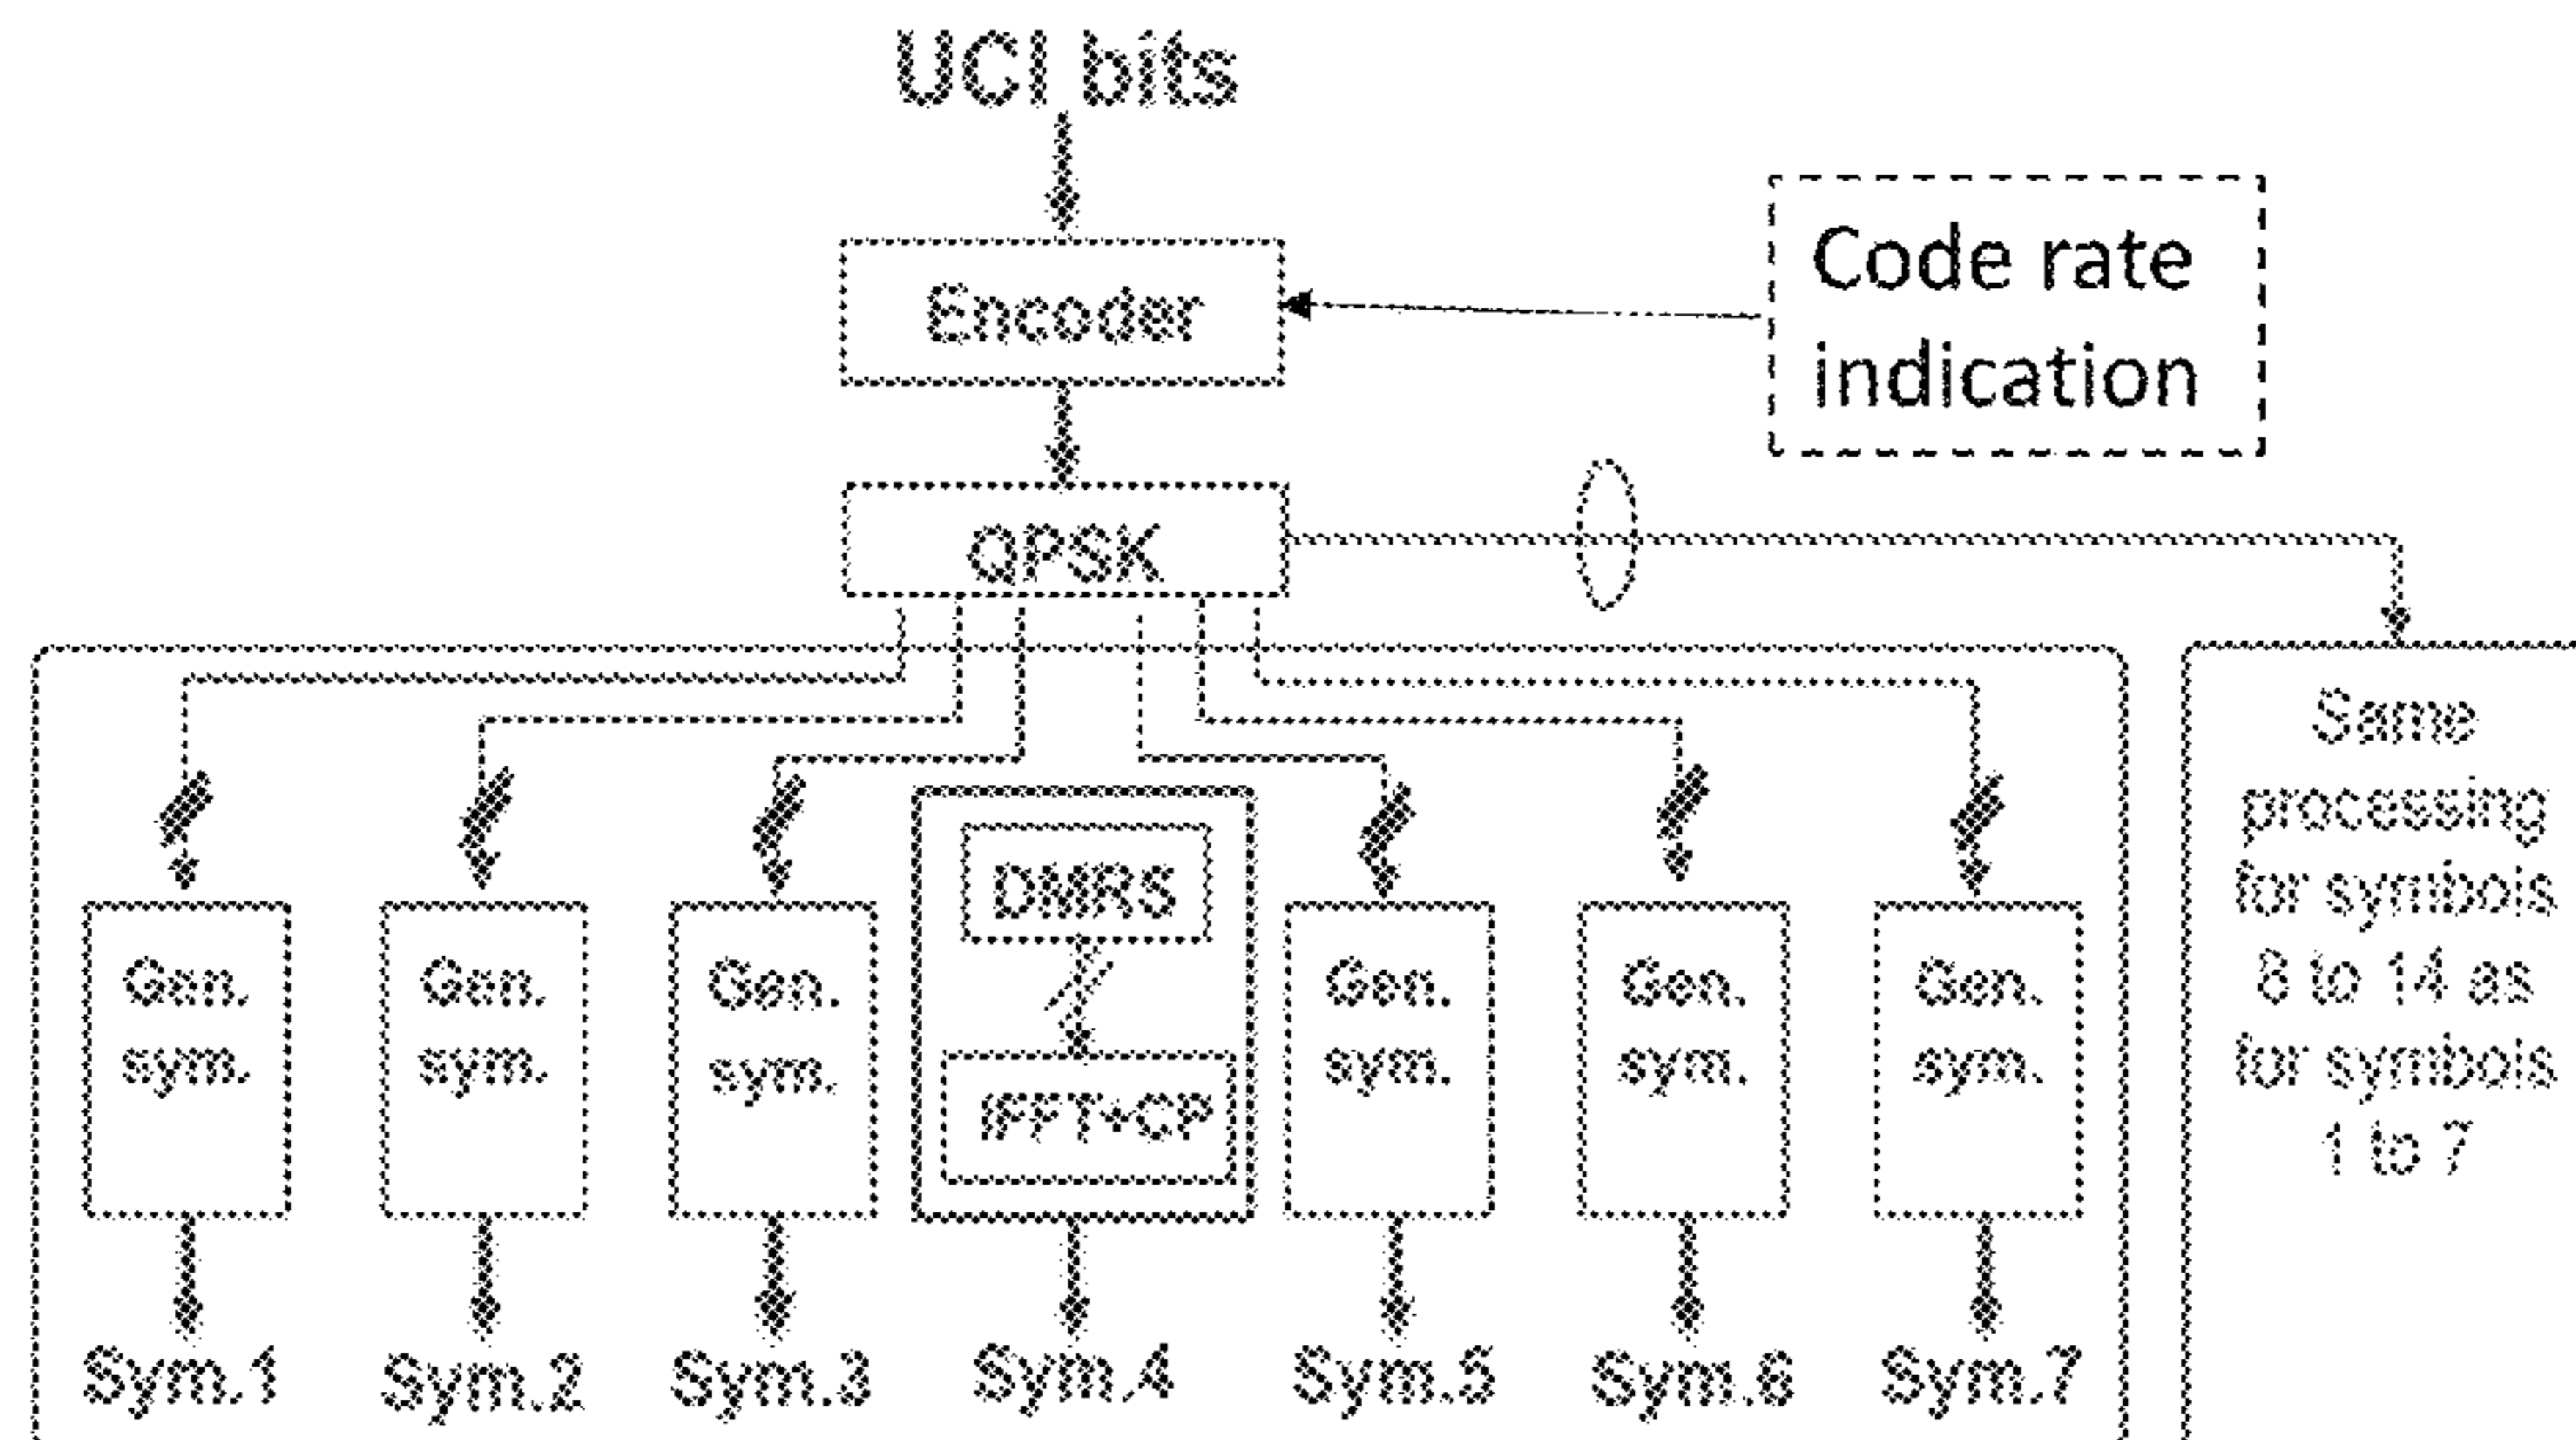 UCI bits
Encoder
Code rate
indication
QPSK
Same
processing
for symbols
8 to 14 as
for symbols
1 to 7
DMRS
IFFT+CP
Gen.
sym.
Gen.
sym.
Gen.
sym.
Gen.
sym.
Gen.
sym.
Gen.
sym.
Sym.1
Sym.2
Sym.3
Sym.4
Sym.5
Sym.6
Sym.7